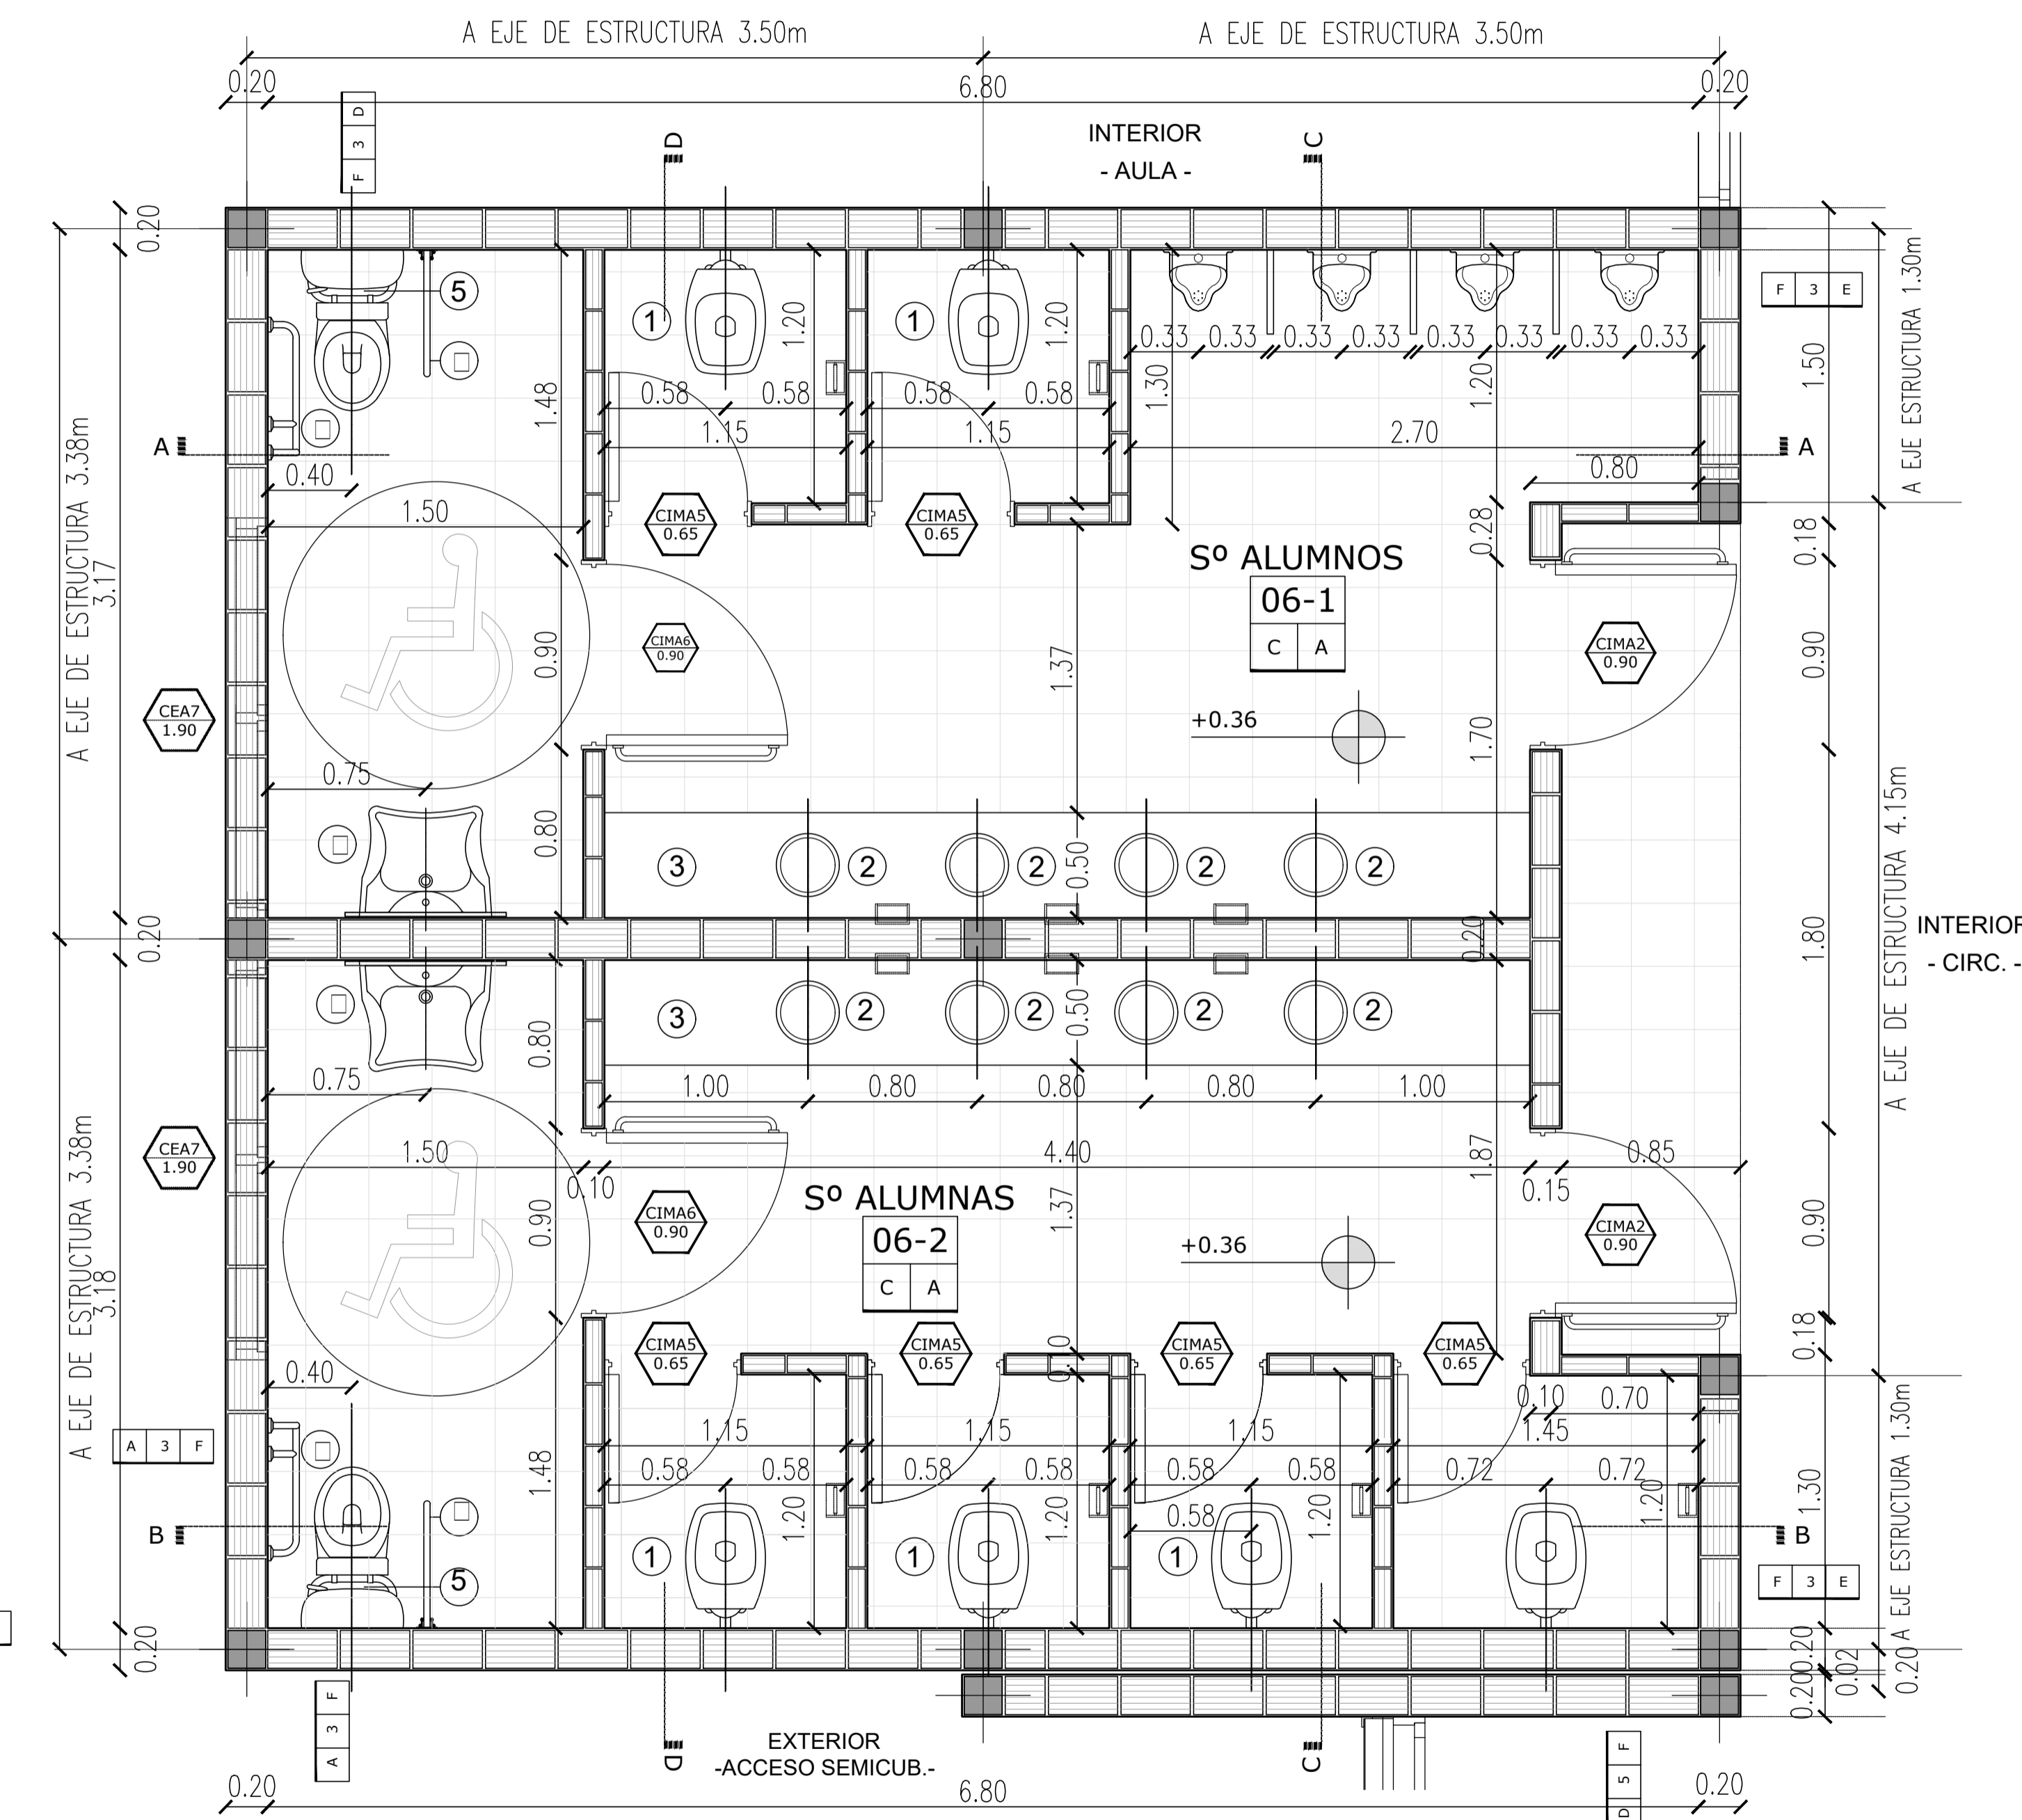 A EJE DE ESTRUCTURA 3.50m
A EJE DE ESTRUCTURA 3.50m
0.20
6.80
0.20
F 3 D
D
INTERIOR
- AULA -
C
0.20
A EJE ESTRUCTURA 1.30m
F 3 E
5
1
1.20
1
1.20
0.33 0.33 0.33 0.33 0.33 0.33 0.33 0.33
1.50
1.48
0.58 0.58
0.58 0.58
1.30
1.20
1.15
1.15
2.70
A
A
0.40
0.80
1.50
CIMA5
0.65
CIMA5
0.65
0.28
0.18
A EJE DE ESTRUCTURA 3.38m
3.17
Sº ALUMNOS
06-1
C A
0.90
CIMA6
0.90
1.37
CIMA2
0.90
0.90
CEA7
1.90
+0.36
1.70
0.75
0.80
3
2
2
2
2
0.50
A EJE DE ESTRUCTURA 4.15m
0.20
0.20
1.80
INTERIOR
- CIRC. -
3
2
2
2
2
0.50
0.80
0.75
1.00
0.80
0.80
0.80
1.00
CEA7
1.90
1.50
4.40
1.87
0.85
0.10
0.15
A EJE DE ESTRUCTURA 3.38m
3.18
0.90
CIMA6
0.90
Sº ALUMNAS
06-2
C A
1.37
+0.36
CIMA2
0.90
0.90
CIMA5
0.65
CIMA5
0.65
CIMA5
0.65
CIMA5
0.65
0.10
0.18
0.40
0.10
0.70
A 3 F
1.15
1.15
1.15
1.45
1.48
0.58 0.58
0.58 0.58
0.58 0.58
0.72 0.72
1.20
1.20
1.20
1.20
0.58
1.30
A EJE ESTRUCTURA 1.30m
B
B
1
1
1
5
F 3 E
0.20
0.20
0.20
0.02
0.20
A 3 F
D
EXTERIOR
-ACCESO SEMICUB.-
C
D 5 F
0.20
6.80
0.20